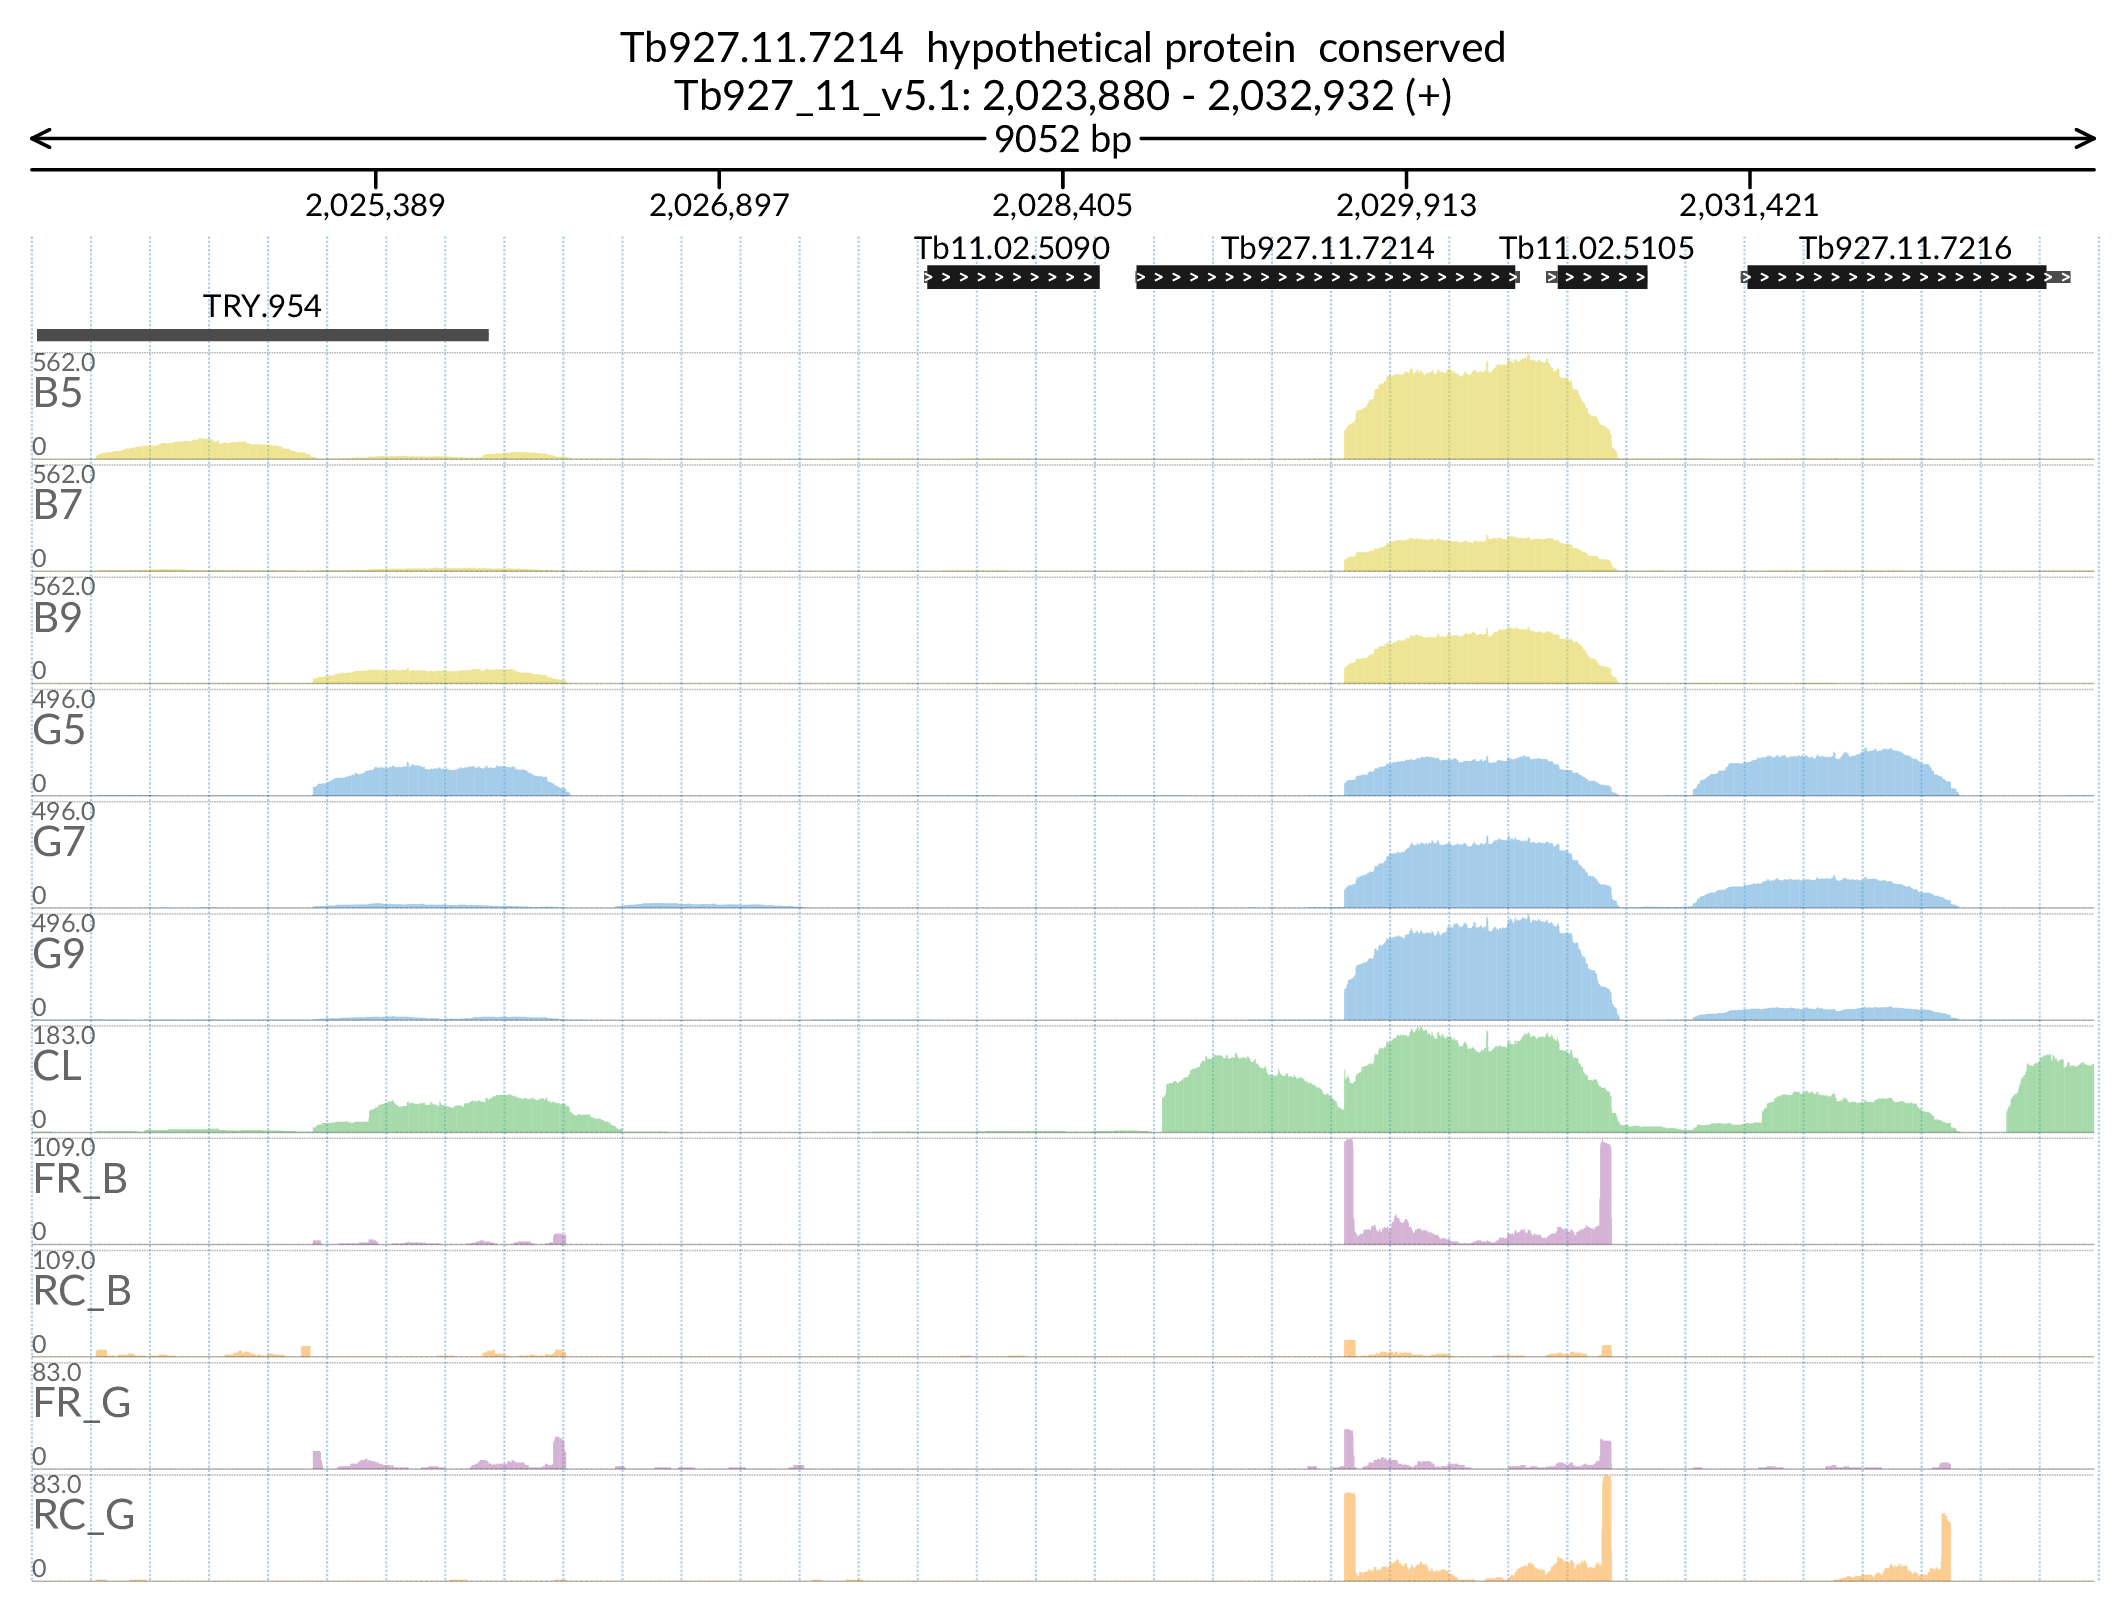 Tb927.11.7214  hypothetical protein  conserved
Tb927_11_v5.1: 2,023,880 - 2,032,932 (+)
9052 bp
2,025,389 2,026,897 2,028,405 2,029,913 2,031,421
Tb11.02.5090 Tb927.11.7214 Tb11.02.5105 Tb927.11.7216
TRY.954
562.0
B5
0
562.0
B7
0
562.0
B9
0
496.0
G5
0
496.0
G7
0
496.0
G9
0
183.0
CL
0
109.0
FR_B
0
109.0
RC_B
0
83.0
FR_G
0
83.0
RC_G
0